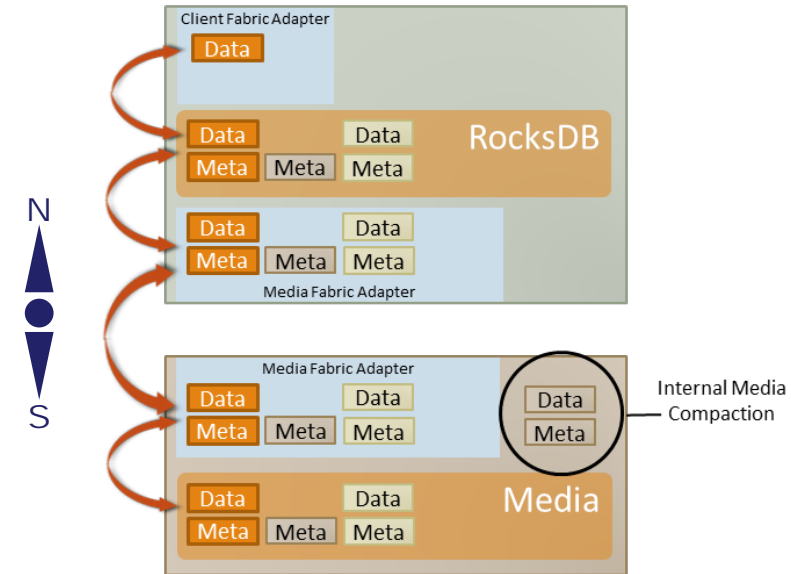 Client Fabric Adapter
Data
Data Data RocksDB
Meta Meta Meta
Data Data
Meta Meta Meta
Media Fabric Adapter
N
S
Media Fabric Adapter
Data Data Data
Meta Meta Meta Meta
Internal Media
Compaction
Data Data Media
Meta Meta Meta